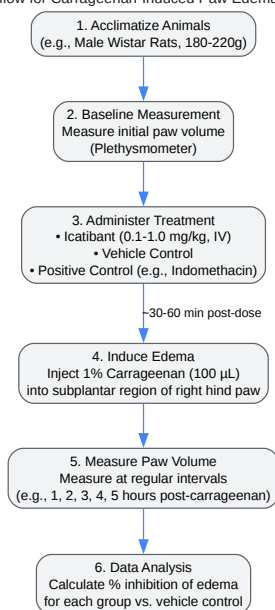 flow for Carrageenan-Induced Paw Edema
1. Acclimatize Animals
(e.g., Male Wistar Rats, 180-220g)
2. Baseline Measurement
Measure initial paw volume
(Plethysmometer)
3. Administer Treatment
• Icatibant (0.1-1.0 mg/kg, IV)
• Vehicle Control
• Positive Control (e.g., Indomethacin)
~30-60 min post-dose
4. Induce Edema
Inject 1% Carrageenan (100 µL)
into subplantar region of right hind paw
5. Measure Paw Volume
Measure at regular intervals
(e.g., 1, 2, 3, 4, 5 hours post-carrageenan)
6. Data Analysis
Calculate % inhibition of edema
for each group vs. vehicle control